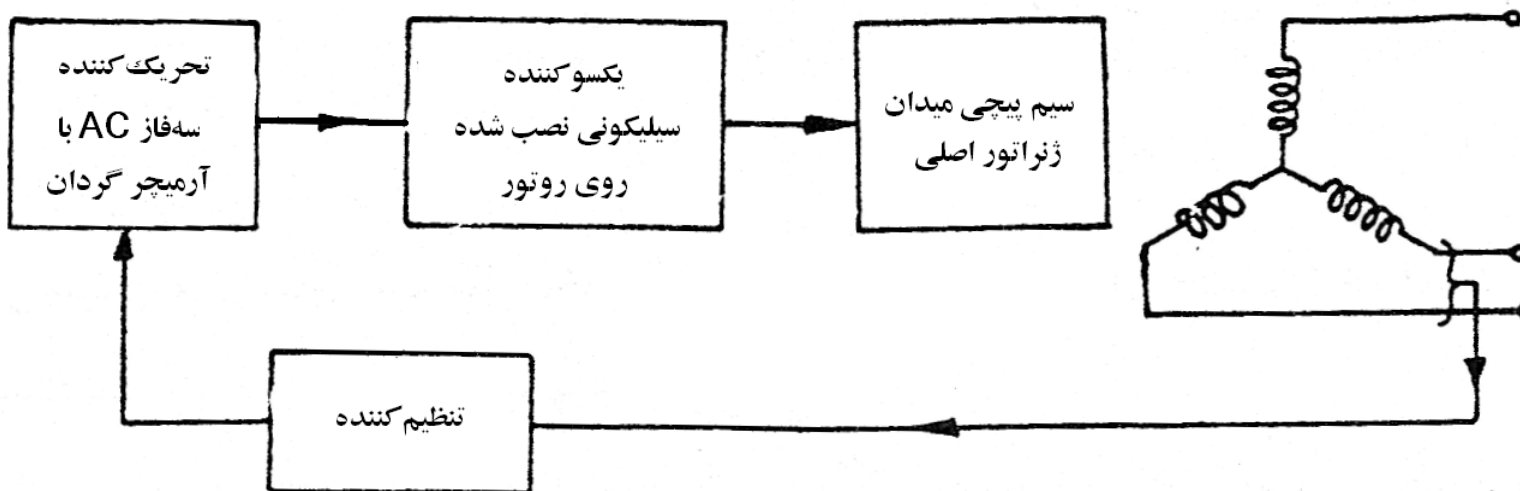 تحریک‌کننده
سه‌فاز AC با
آرمیچر گردان
یکسوکننده
سیلیکونی نصب شده
روی روتور
سیم پیچی میدان
ژنراتور اصلی
تنظیم‌کننده